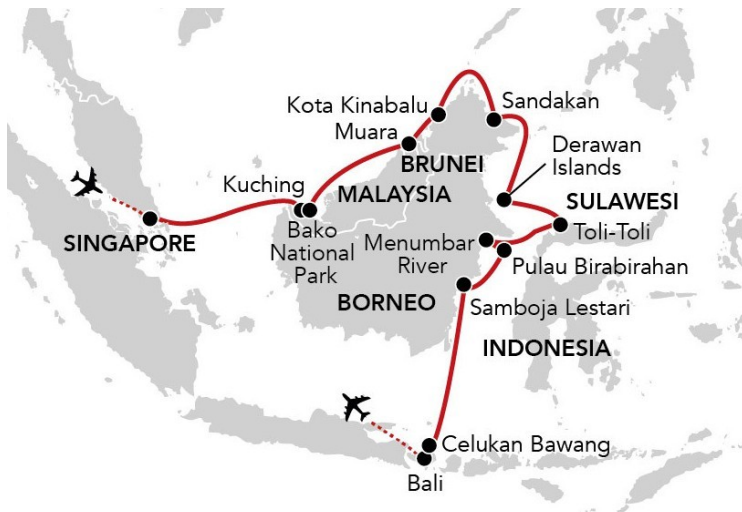 Kota Kinabalu
Sandakan
Muara
Derawan
Islands
BRUNEI
Kuching
MALAYSIA
SULAWESI
SINGAPORE
Bako
National
Park
Toli-Toli
Menumbar
River
Pulau Birabirahan
BORNEO
Samboja Lestari
INDONESIA
Celukan Bawang
Bali